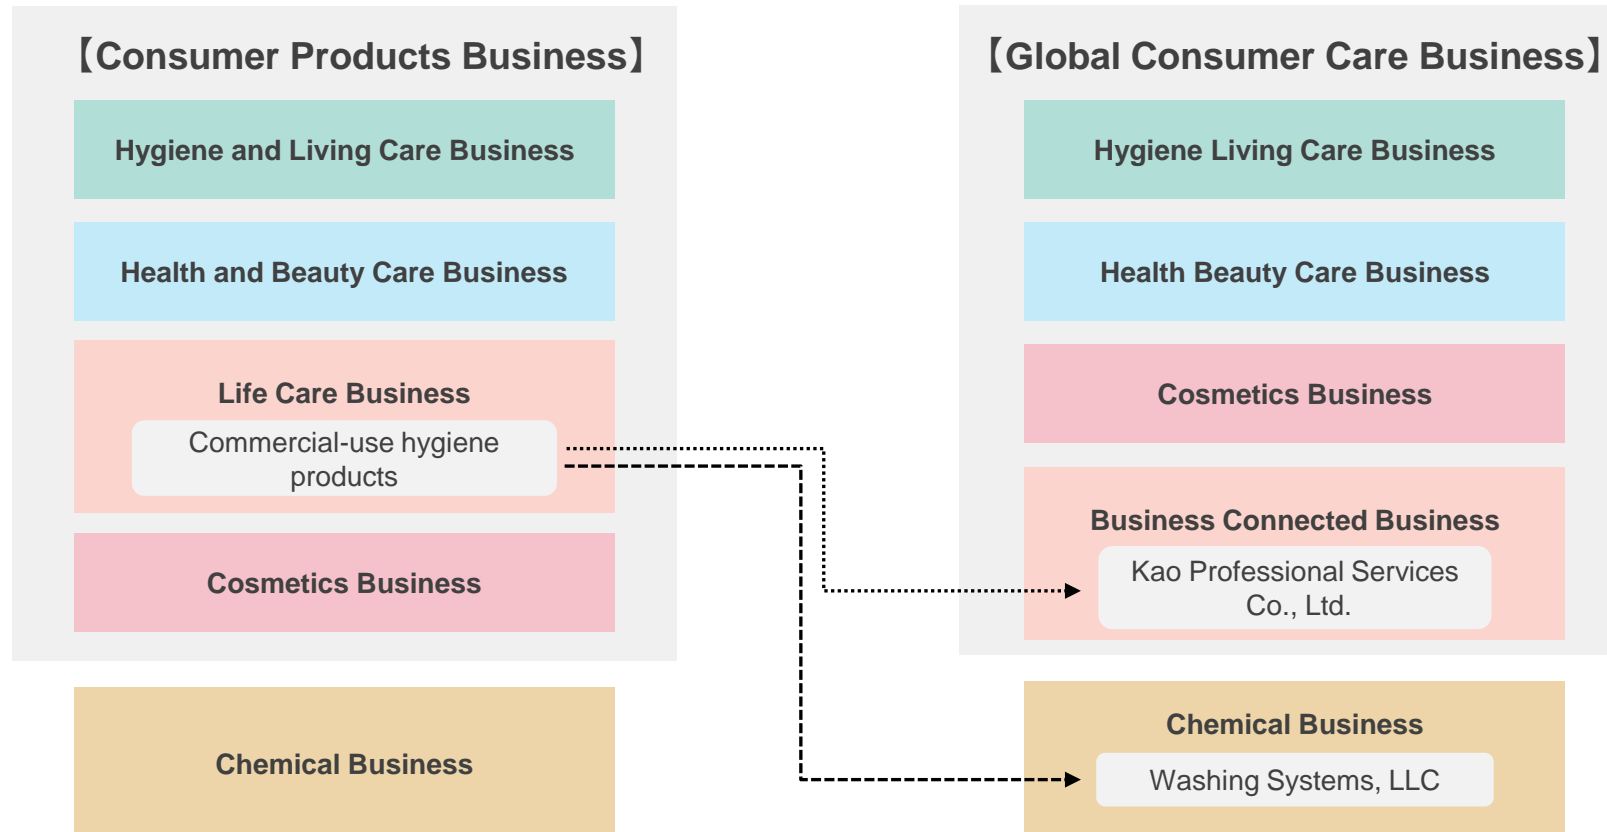 【Consumer Products Business】
Hygiene and Living Care Business
Health and Beauty Care Business
Life Care Business
Commercial-use hygiene
products
Cosmetics Business
Chemical Business
【Global Consumer Care Business】
Hygiene Living Care Business
Health Beauty Care Business
Cosmetics Business
Business Connected Business
Kao Professional Services
Co., Ltd.
Chemical Business
Washing Systems, LLC